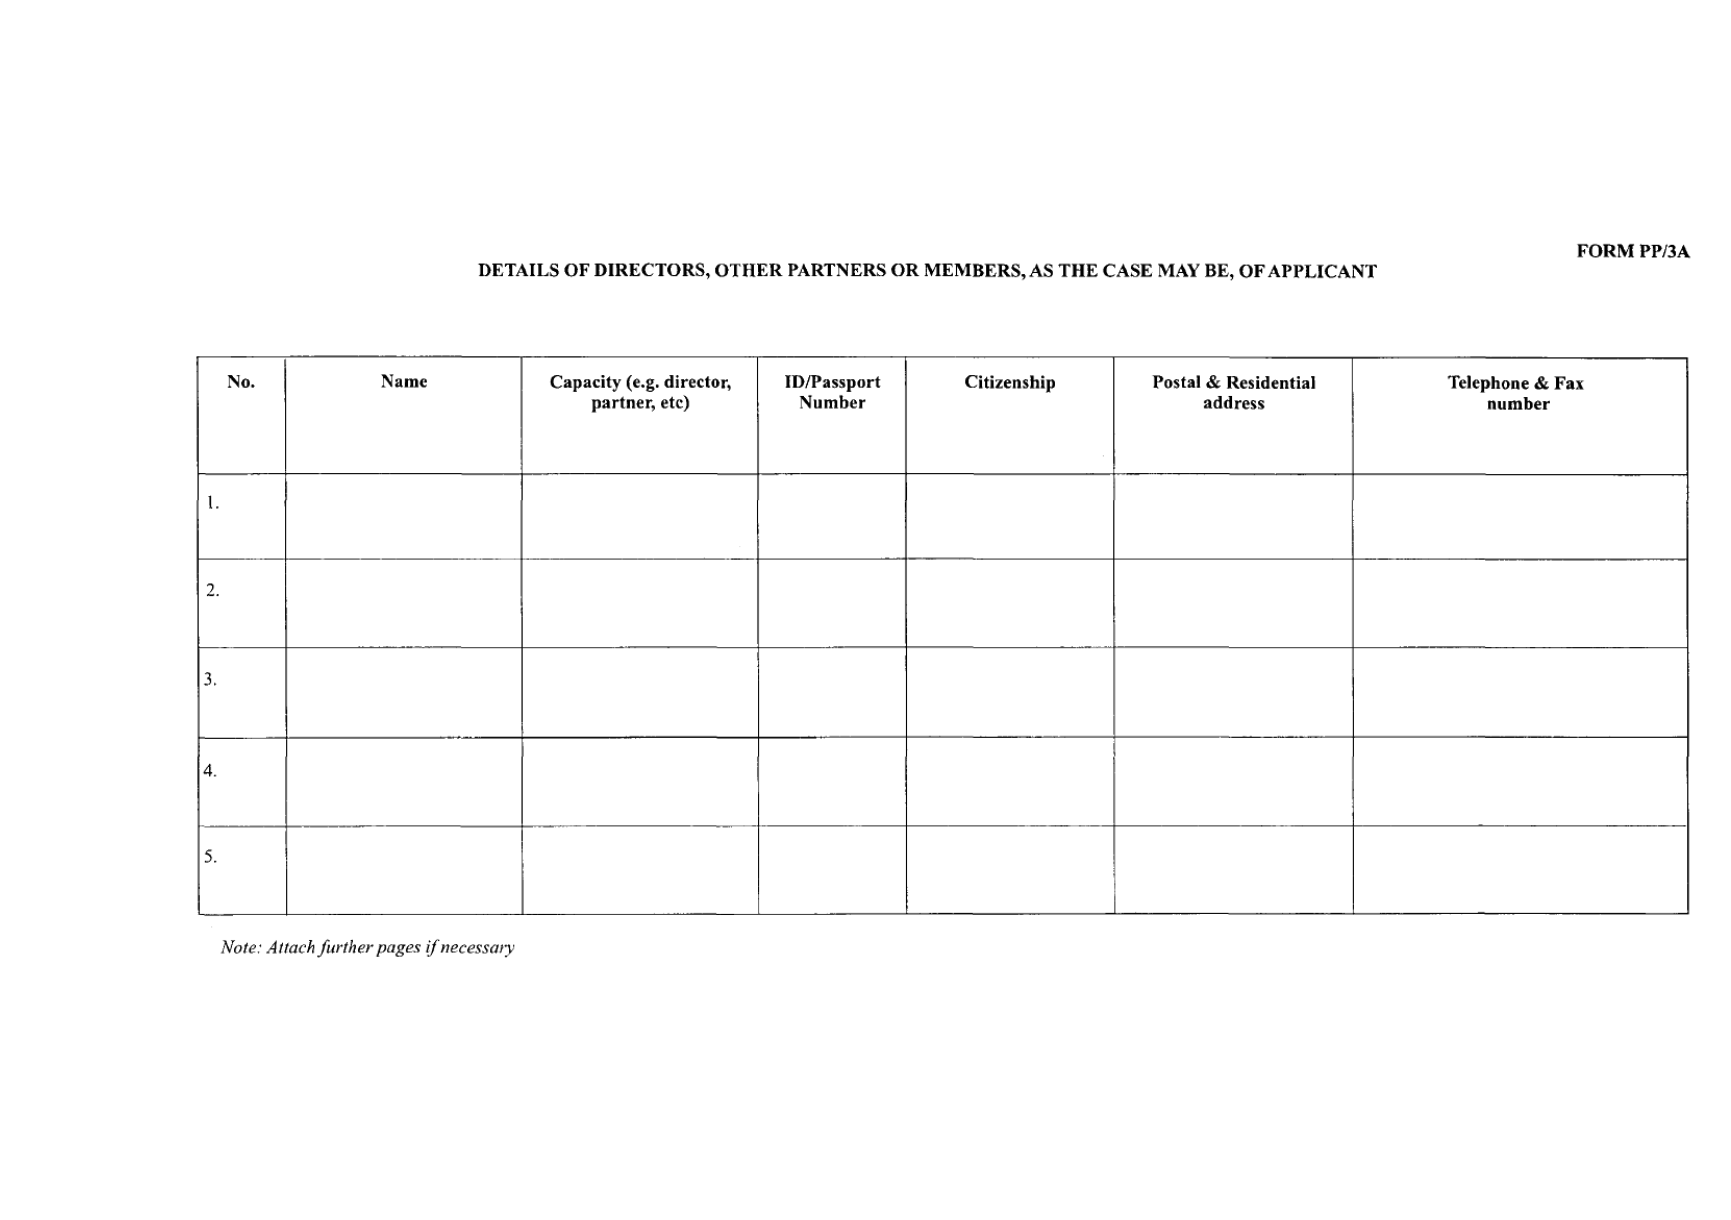 FORM PP/3A
DETAILS OF DIRECTORS, OTHER PARTNERS OR MEMBERS, AS THE CASE MAY BE, OF APPLICANT
No.
Name
Capacity (e.g. director,
partner, etc)
ID/Passport
Number
Citizenship
Postal & Residential
address
Telephone & Fax
number
1.
2.
3.
4.
5.
Note: Attach further pages if necessary